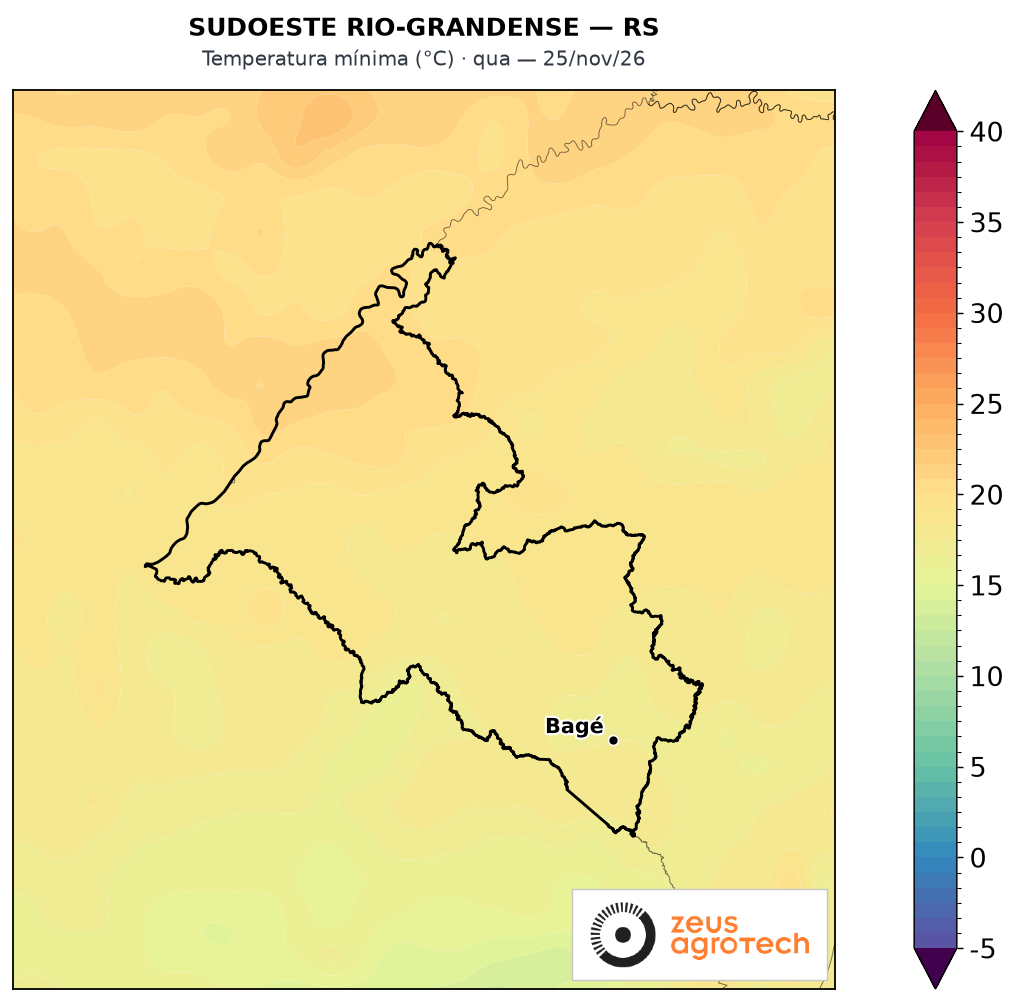 SUDOESTE RIO-GRANDENSE — RS
Temperatura mínima (°C) · qua — 25/nov/26
40
35
30
25
20
15
10
5
0
-5
Bagé
zeus
agrotech